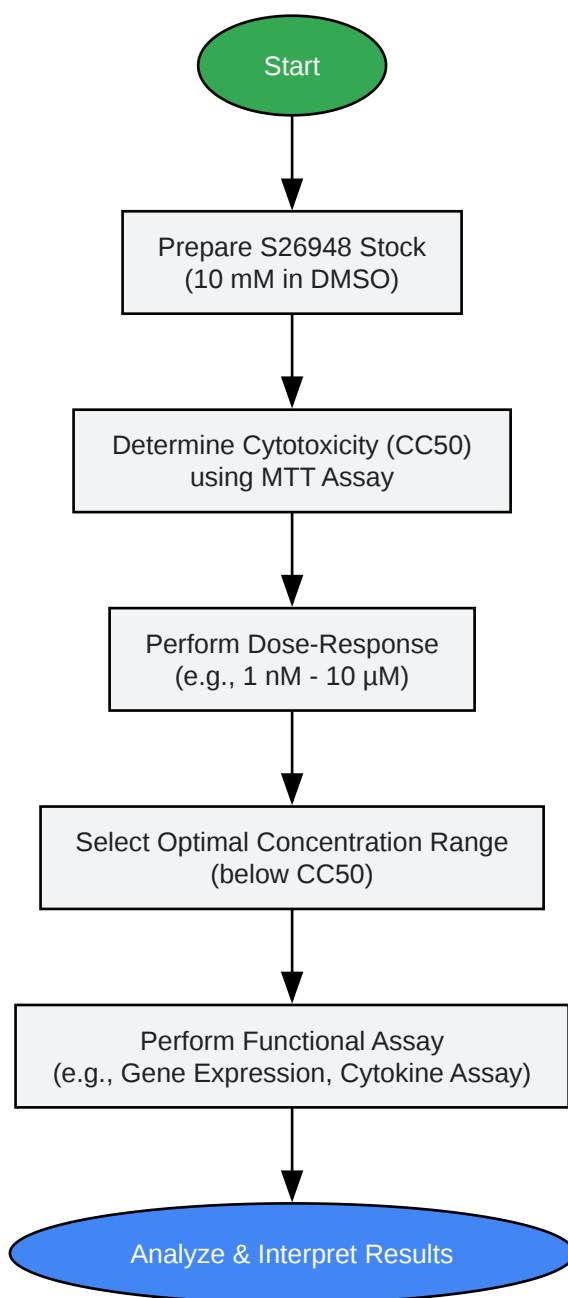 Start
Prepare S26948 Stock
(10 mM in DMSO)
Determine Cytotoxicity (CC50)
using MTT Assay
Perform Dose-Response
(e.g., 1 nM - 10 µM)
Select Optimal Concentration Range
(below CC50)
Perform Functional Assay
(e.g., Gene Expression, Cytokine Assay)
Analyze & Interpret Results